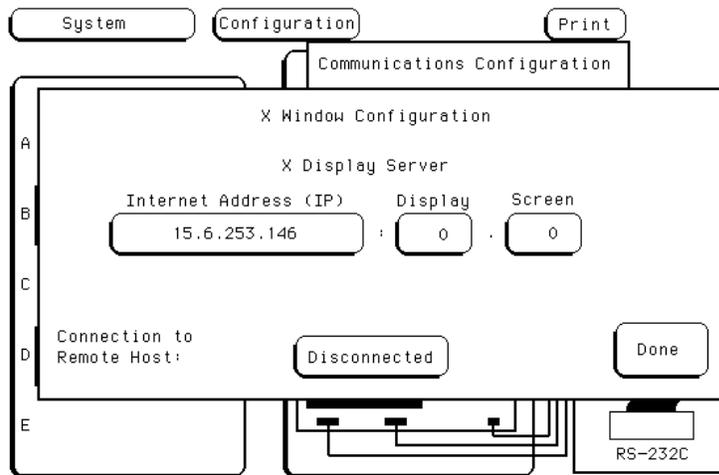 System Configuration Print
Communications Configuration
X Window Configuration
A
X Display Server
Internet Address (IP) Display Screen
B
15.6.253.146 : 0 . 0
C
Connection to
Remote Host: Disconnected Done
D
E
RS-232C